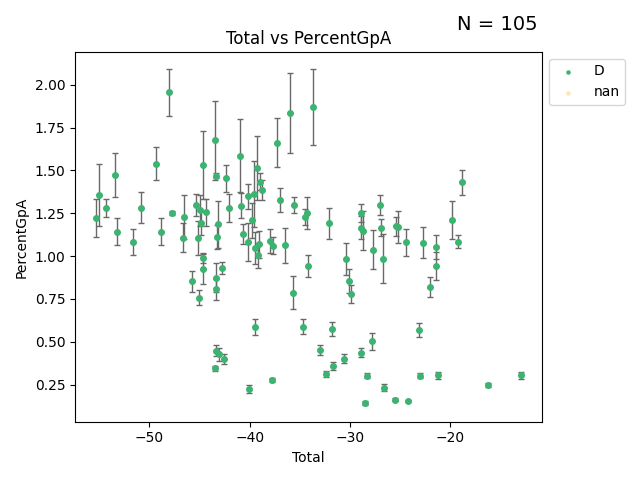 N = 105
Total vs PercentGpA
D
nan
2.00
1.75
1.50
1.25
1.00
0.75
0.50
0.25
PercentGpA
−50
−40
−30
−20
Total